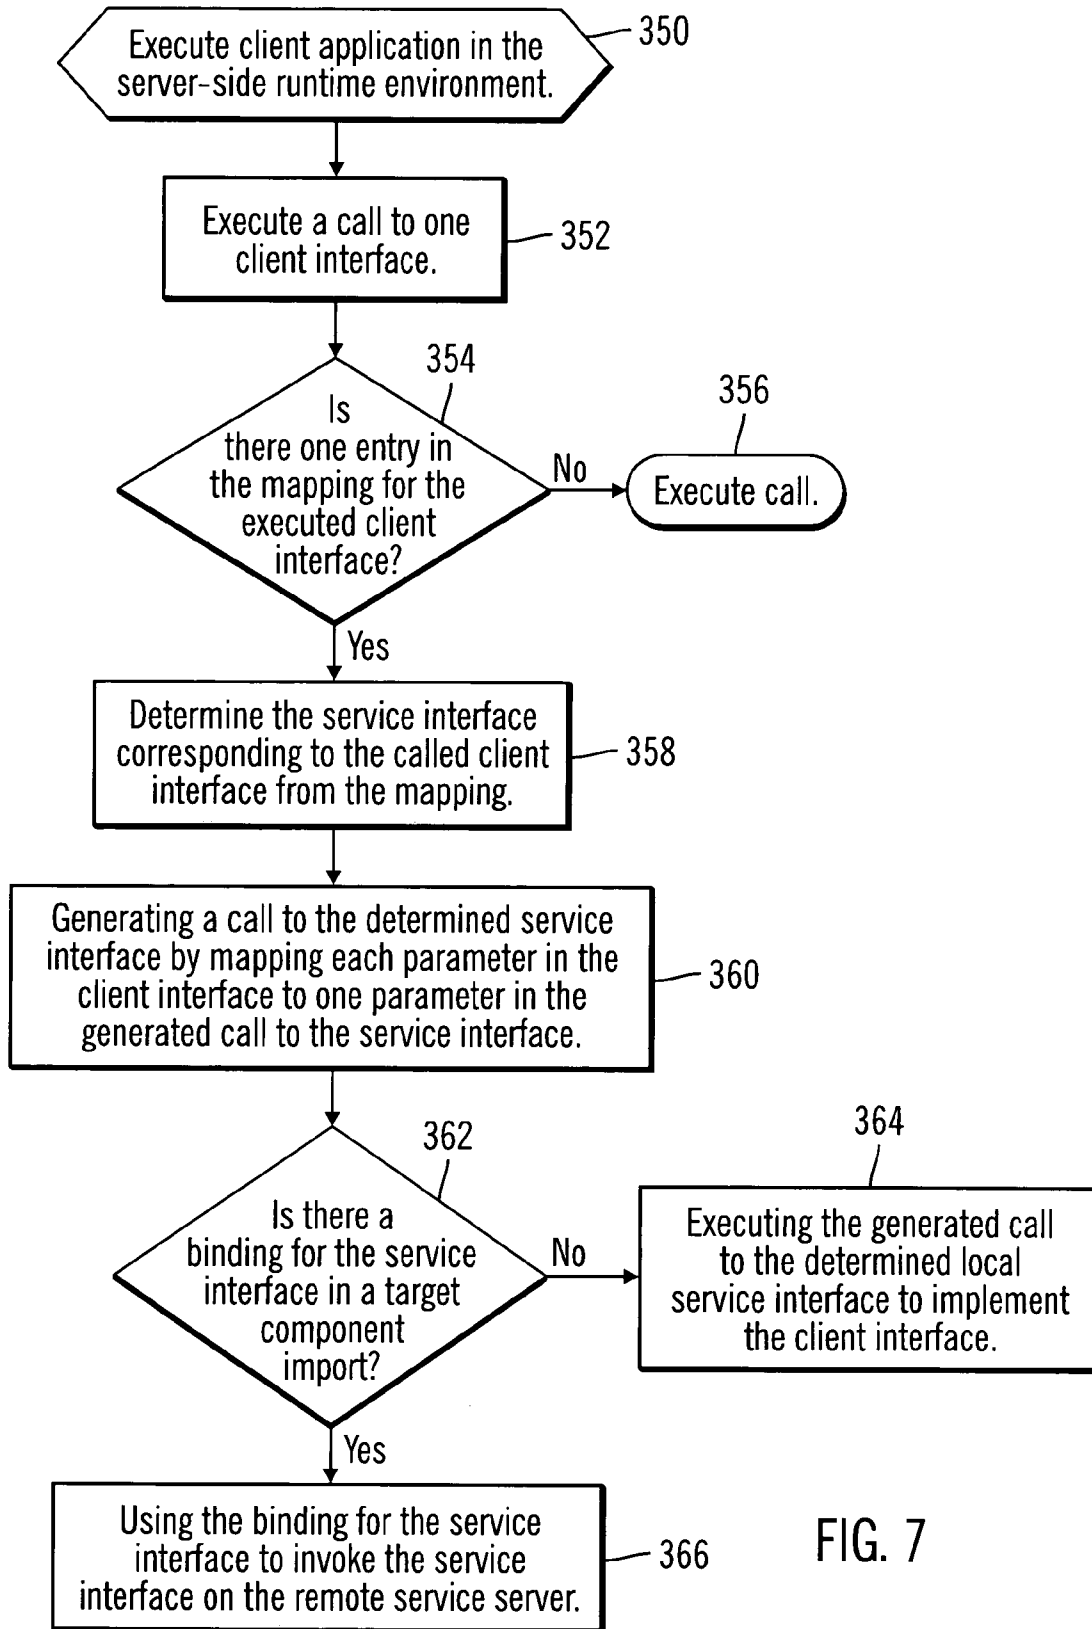 Execute client application in the
server-side runtime environment.
350
Execute a call to one
client interface.
352
354
Is
there one entry in
the mapping for the
executed client
interface?
No
356
Execute call.
Yes
Determine the service interface
corresponding to the called client
interface from the mapping.
358
Generating a call to the determined service
interface by mapping each parameter in the
client interface to one parameter in the
generated call to the service interface.
360
362
Is there a
binding for the service
interface in a target
component
import?
No
364
Executing the generated call
to the determined local
service interface to implement
the client interface.
Yes
Using the binding for the service
interface to invoke the service
interface on the remote service server.
366
FIG. 7